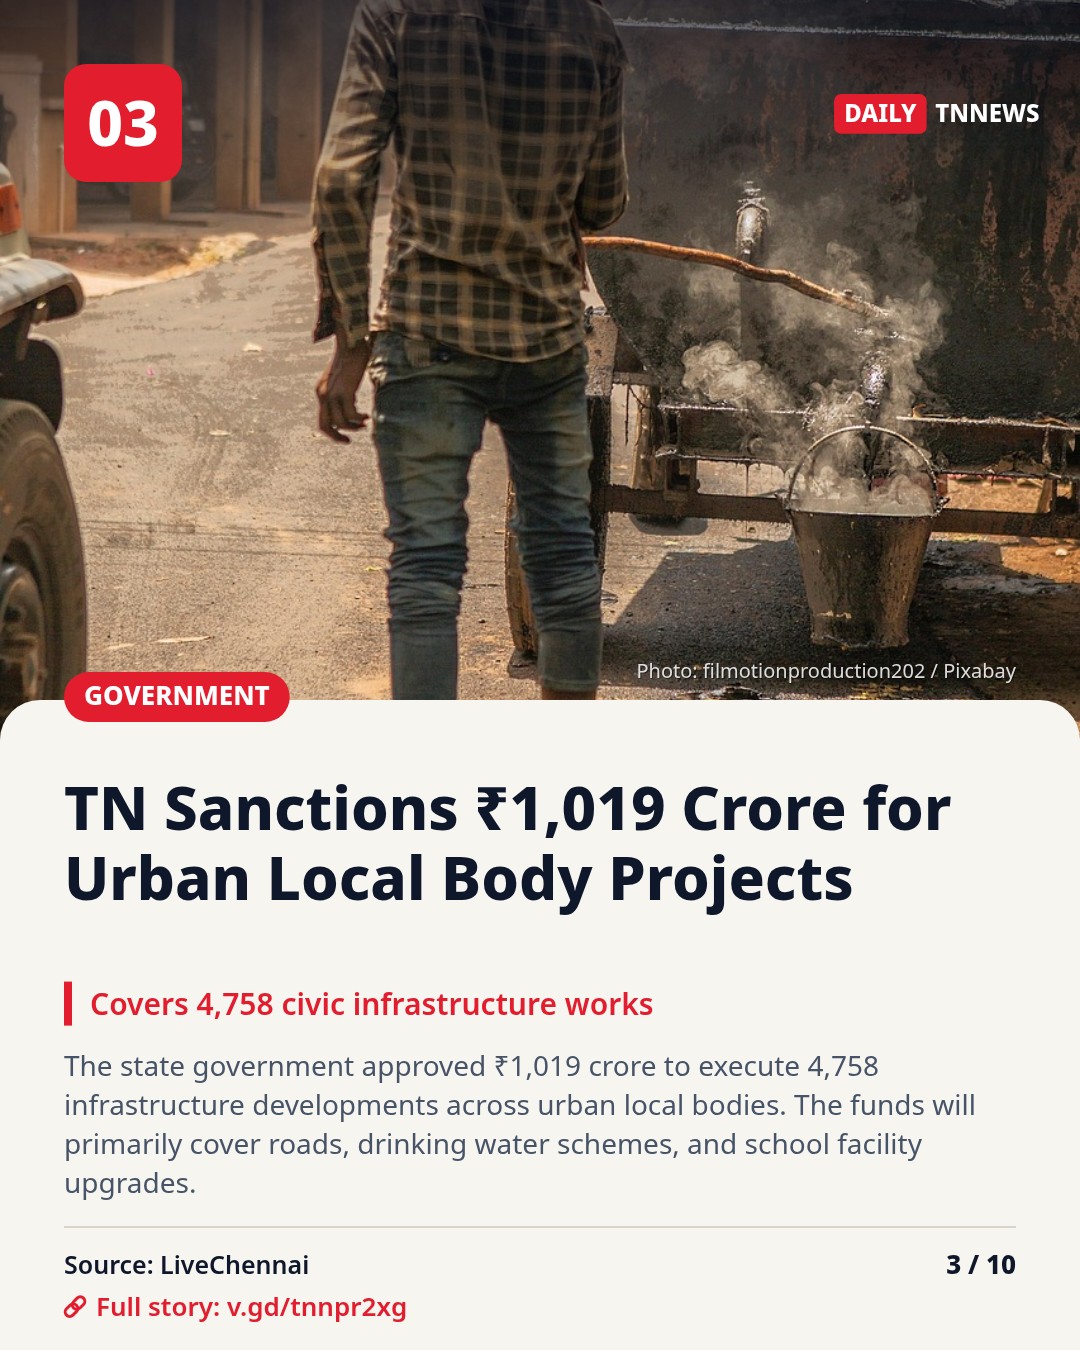 03
DAILY TNNEWS
Photo: filmotionproduction202 / Pixabay
GOVERNMENT
TN Sanctions ₹1,019 Crore for
Urban Local Body Projects
Covers 4,758 civic infrastructure works
The state government approved ₹1,019 crore to execute 4,758
infrastructure developments across urban local bodies. The funds will
primarily cover roads, drinking water schemes, and school facility
upgrades.
Source: LiveChennai
3 / 10
Full story: v.gd/tnnpr2xg